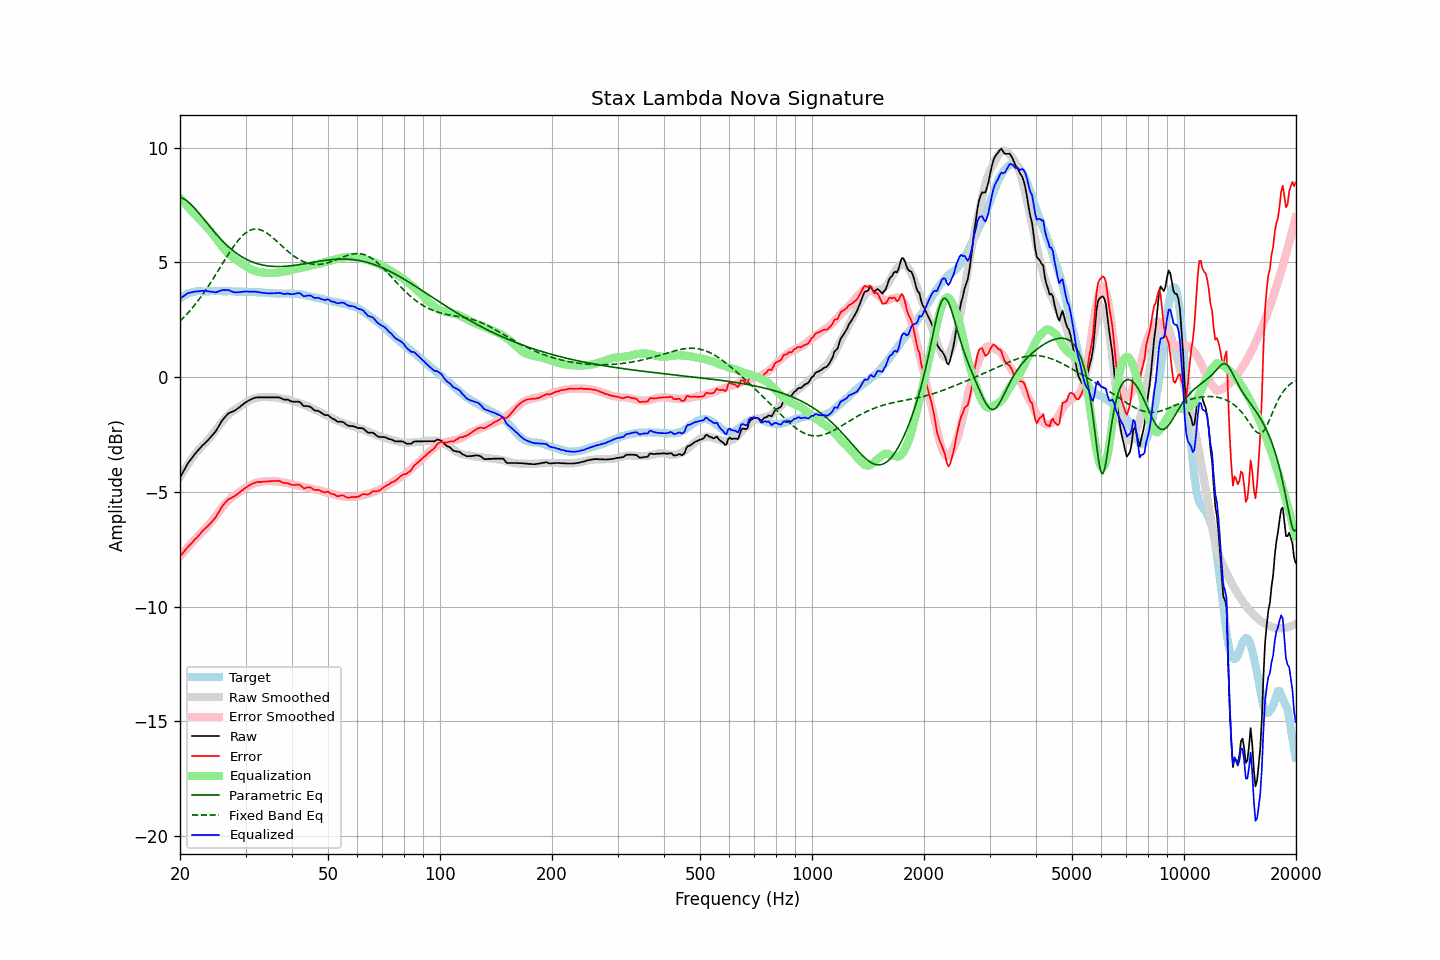 Stax Lambda Nova Signature
Amplitude (dBr)
10
5
0
−5
−10
−15
−20
Target
Raw Smoothed
Error Smoothed
Raw
Error
Equalization
Parametric Eq
Fixed Band Eq
Equalized
20 50 100 200 500 1000 2000 5000 10000 20000
Frequency (Hz)